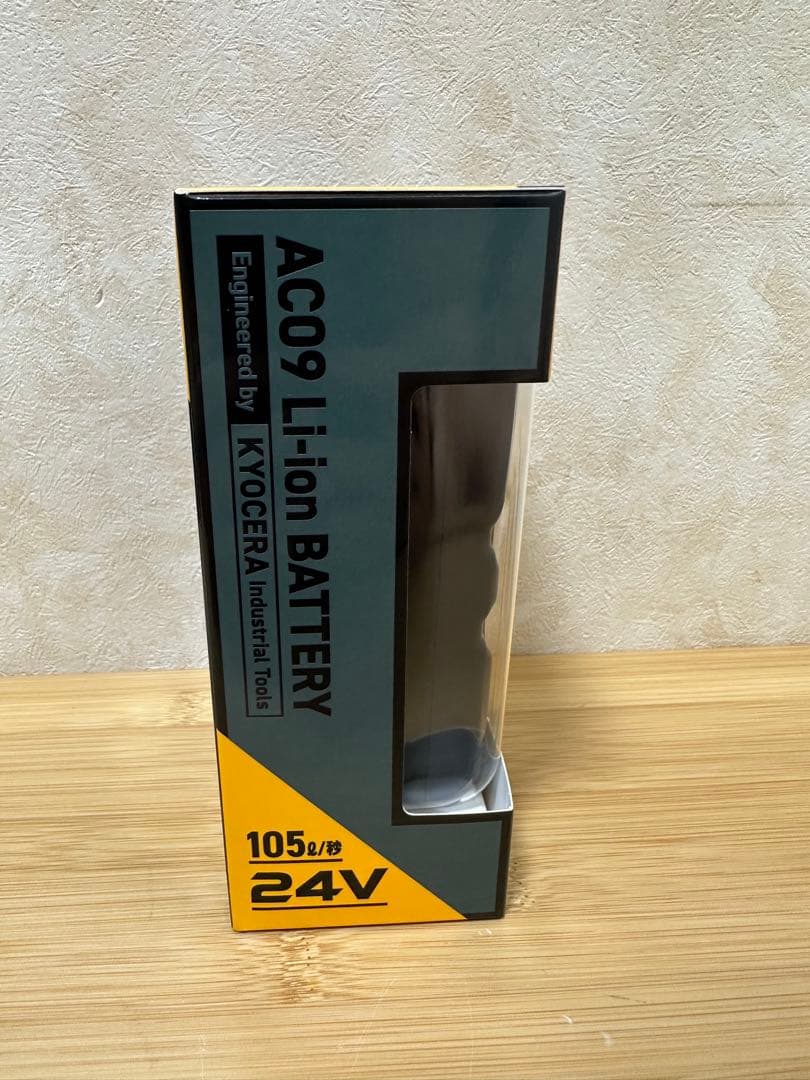 AC09 Li-ion BATTERY
Engineered by KYOCERA Industrial Tools
105ℓ/秒
24V